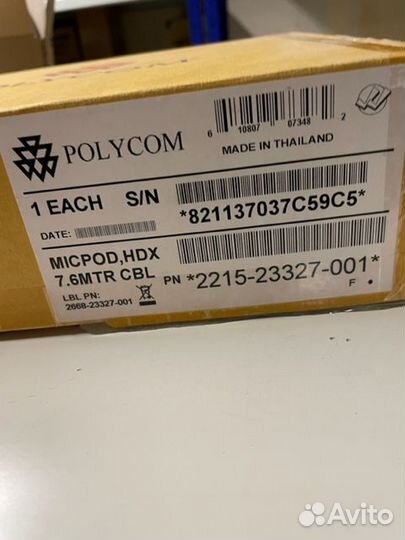 POLYCOM
6 10807 07348 2
MADE IN THAILAND
1 EACH S/N
*821137037C59C5*
DATE:
MICPOD,HDX
7.6MTR CBL
PN *2215-23327-001*
LBL PN:
2668-23327-001
F
Avito